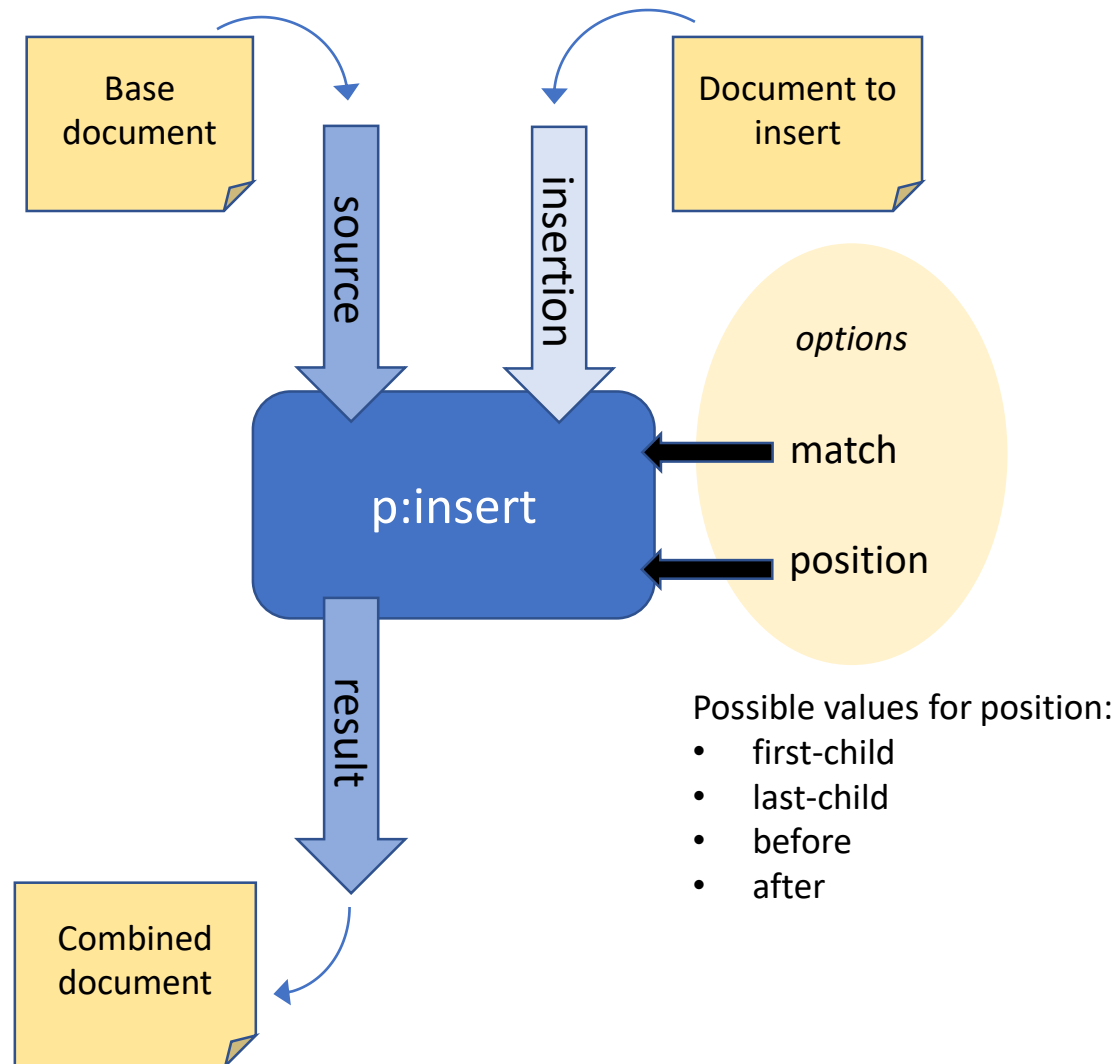 Base
document
Document to
insert
source
insertion
options
match
p:insert
position
result
Possible values for position:
• first-child
• last-child
• before
• after
Combined
document